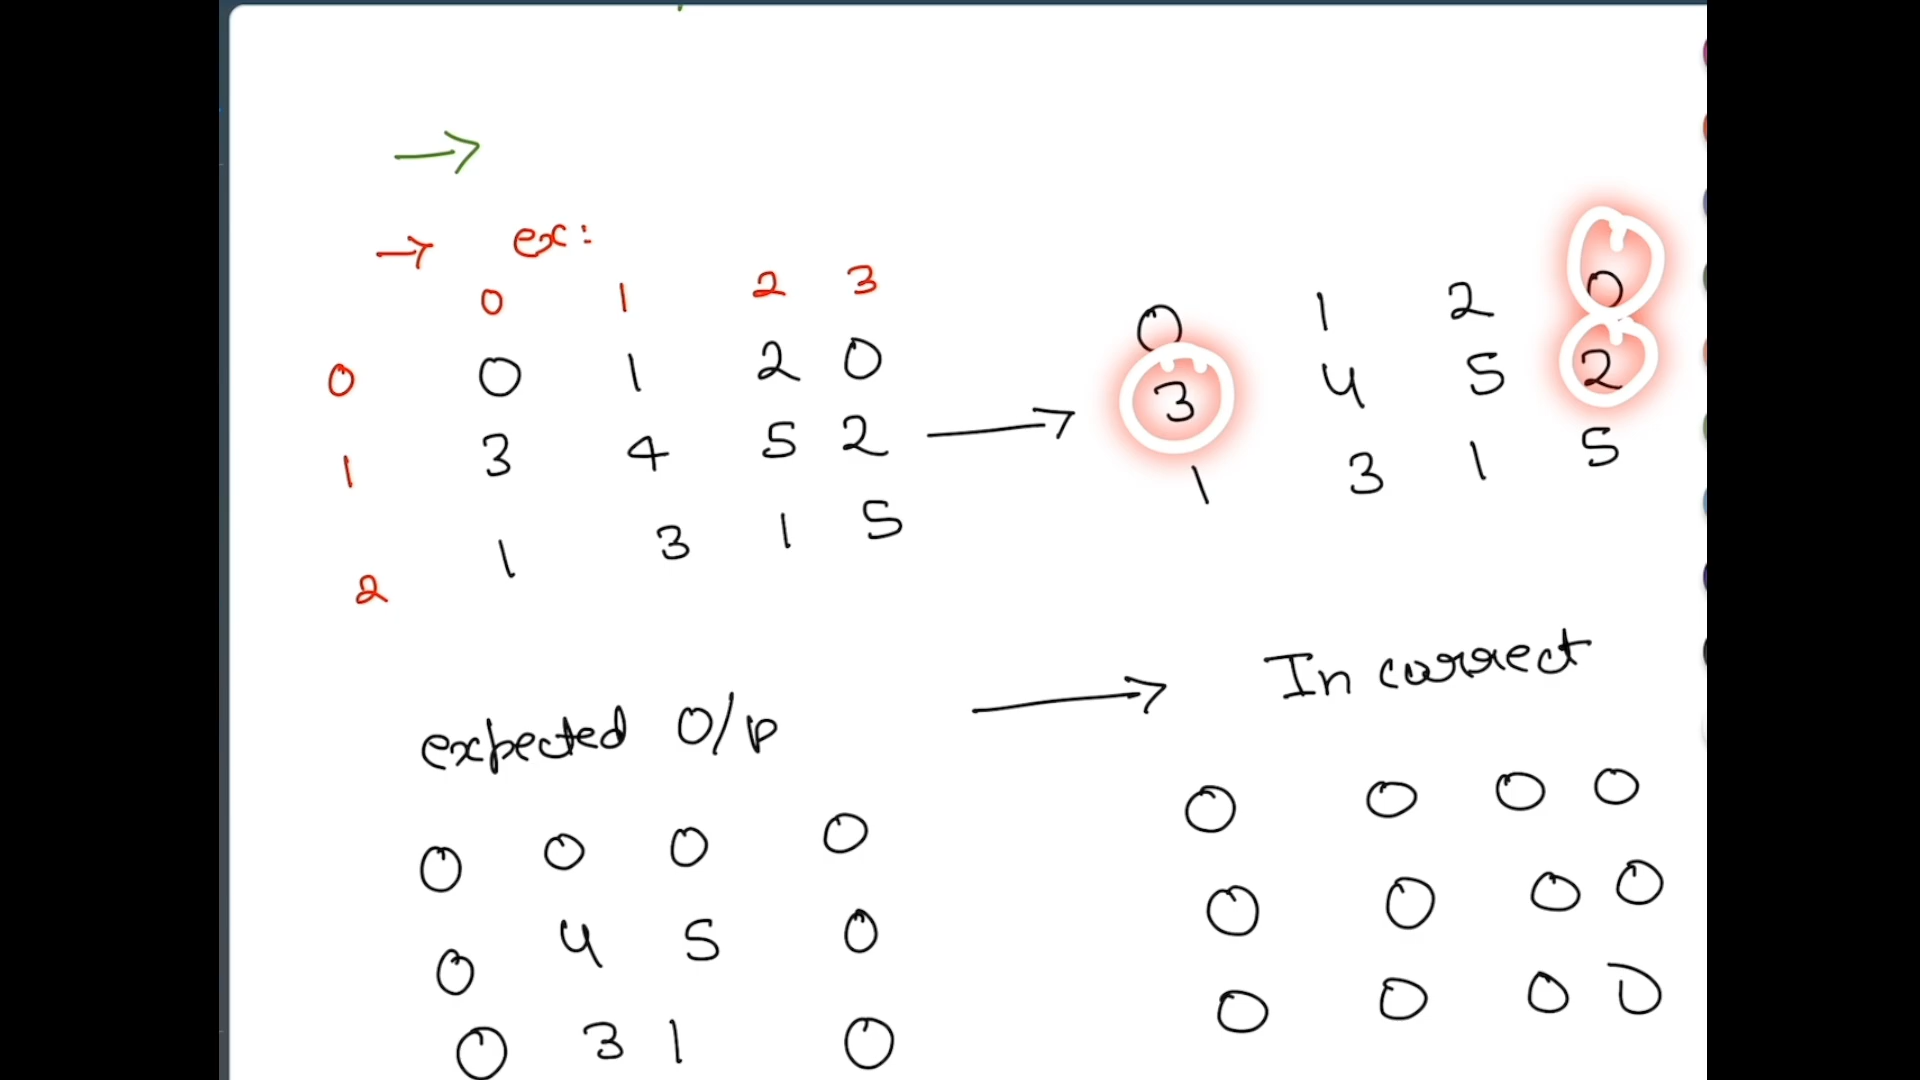 →
→ ex:
0 1 2 3
0 0 1 2 0 → 0 1 2 0
1 3 4 5 2 3 4 5 2
2 1 3 1 5 1 3 1 5
expected O/p → In correct
0 0 0 0 0 0 0 0
0 4 5 0 0 0 0 0
0 3 1 0 0 0 0 0